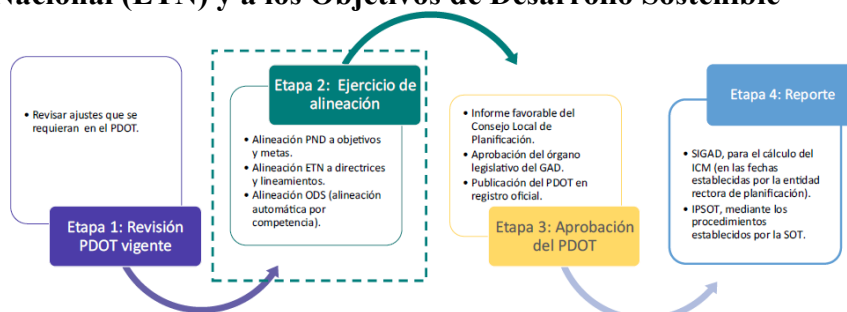 Nacional (ETN) y a los Objetivos de Desarrollo Sostenible
• Revisar ajustes que se
requieran en el PDOT.
Etapa 1: Revisión
PDOT vigente
Etapa 2: Ejercicio de
alineación
• Alineación PND a objetivos
y metas.
• Alineación ETN a directrices
y lineamientos.
• Alineación ODS (alineación
automática por
competencia).
• Informe favorable del
Consejo Local de
Planificación.
• Aprobación del órgano
legislativo del GAD.
• Publicación del PDOT en
registro oficial.
Etapa 3: Aprobación
del PDOT
Etapa 4: Reporte
• SIGAD, para el cálculo del
ICM (en las fechas
establecidas por la entidad
rectora de planificación).
• IPSOT, mediante los
procedimientos
establecidos por la SOT.